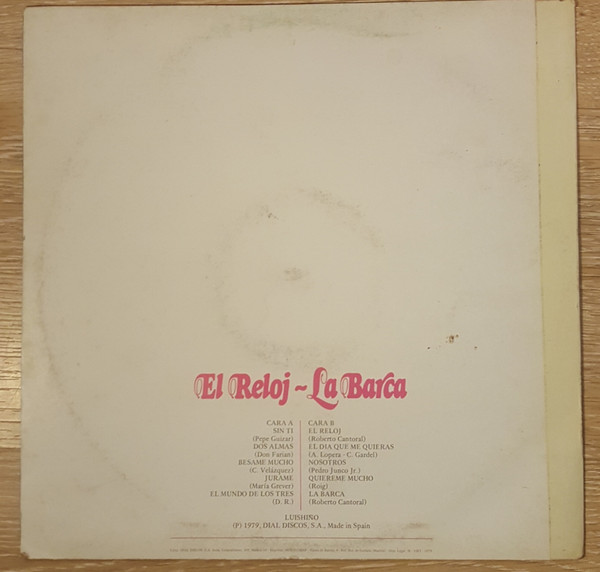 El Reloj ~ La Barca
CARA A
SIN TI
(Pepe Guizar)
DOS ALMAS
(Don Farian)
BESAME MUCHO
(C. Velázquez)
JURAME
(María Grever)
EL MUNDO DE LOS TRES
(D. R.)
CARA B
EL RELOJ
(Roberto Cantoral)
EL DIA QUE ME QUIERAS
(A. Lopera - C. Gardel)
NOSOTROS
(Pedro Junco Jr.)
QUIEREME MUCHO
(Roig)
LA BARCA
(Roberto Cantoral)
LUISHIÑO
(P) 1979, DIAL DISCOS, S.A., Made in Spain